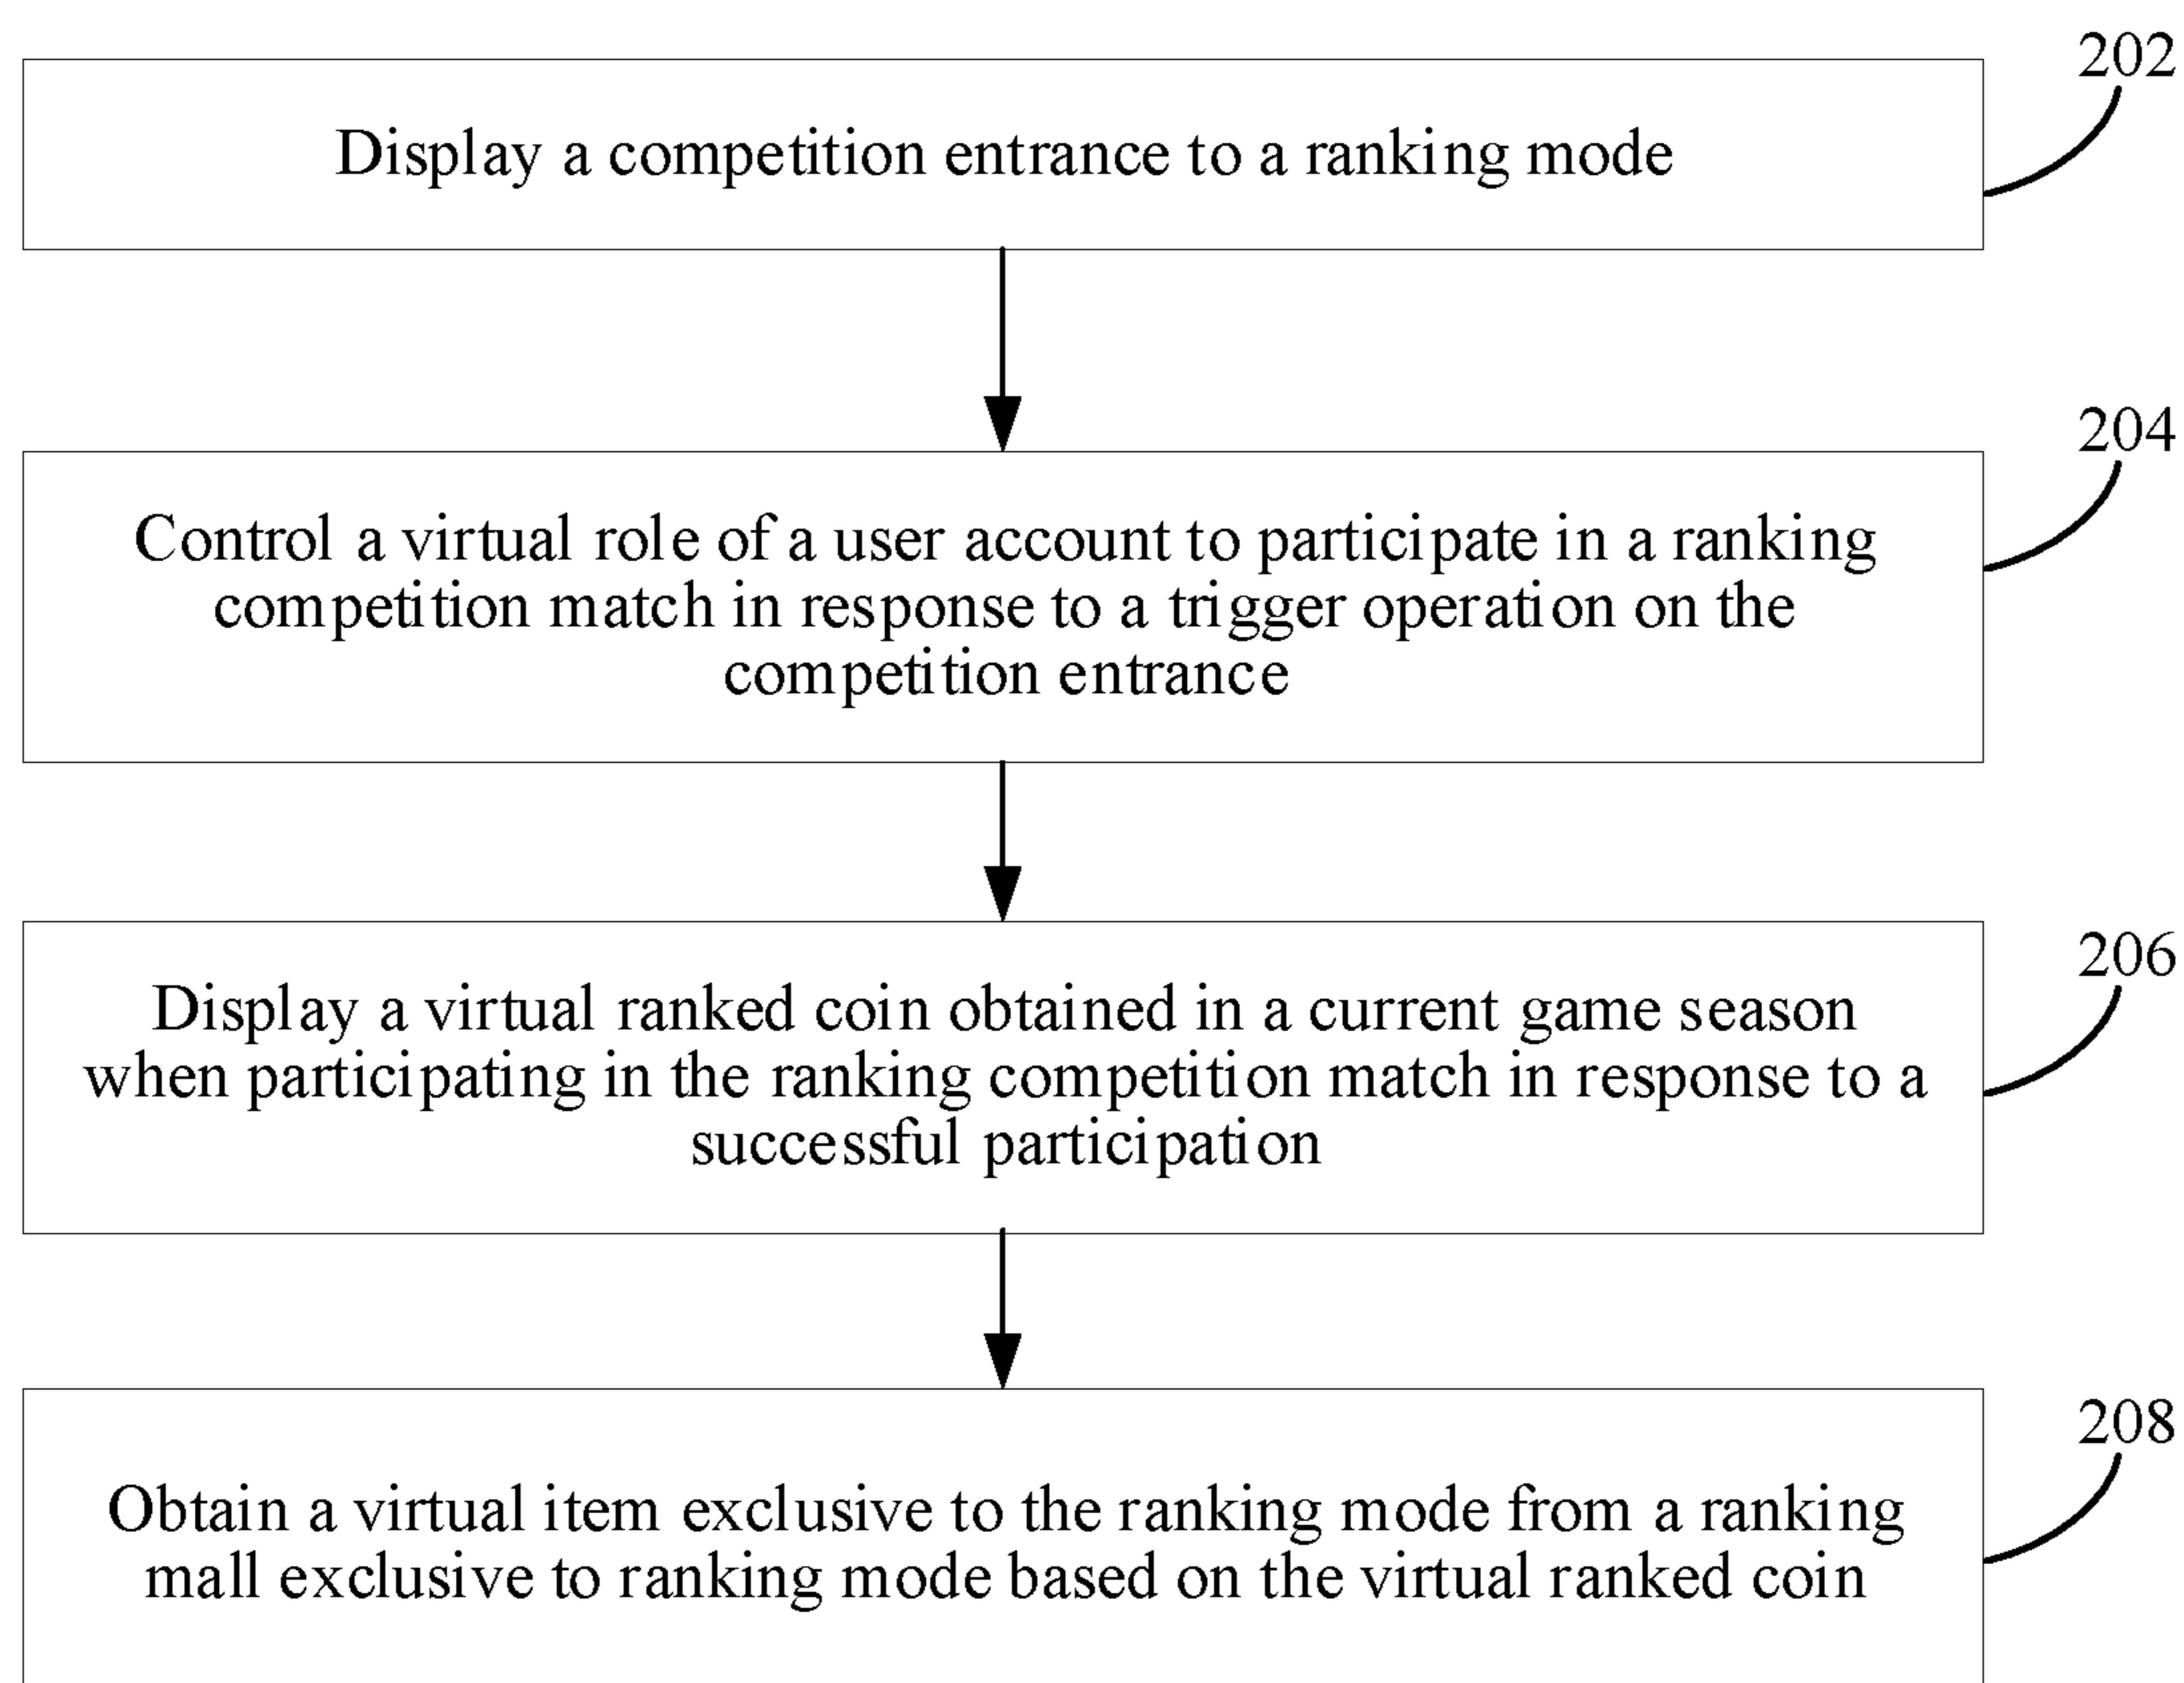 202
Display a competition entrance to a ranking mode
204
Control a virtual role of a user account to participate in a ranking
competition match in response to a trigger operation on the
competition entrance
206
Display a virtual ranked coin obtained in a current game season
when participating in the ranking competition match in response to a
successful participation
208
Obtain a virtual item exclusive to the ranking mode from a ranking
mall exclusive to ranking mode based on the virtual ranked coin